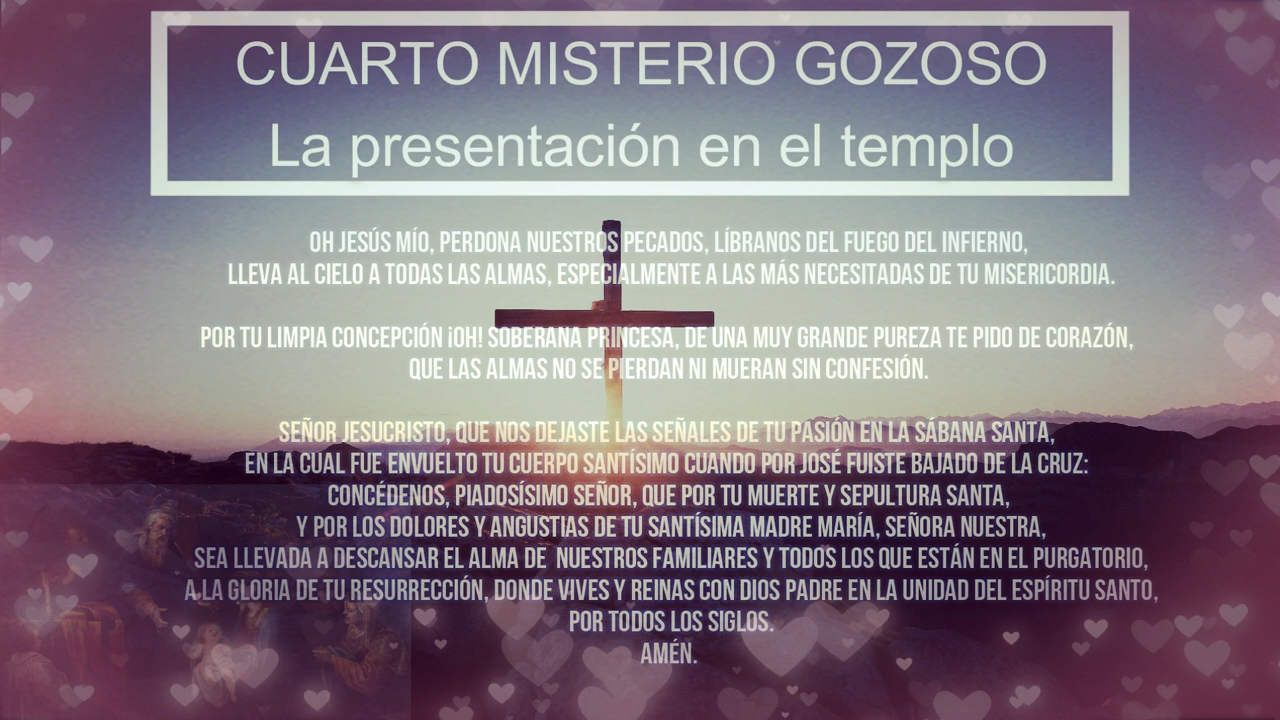 CUARTO MISTERIO GOZOSO
La presentación en el templo
OH JESÚS MÍO, PERDONA NUESTROS PECADOS, LÍBRANOS DEL FUEGO DEL INFIERNO,
LLEVA AL CIELO A TODAS LAS ALMAS, ESPECIALMENTE A LAS MÁS NECESITADAS DE TU MISERICORDIA.
POR TU LIMPIA CONCEPCIÓN ¡OH! SOBERANA PRINCESA, DE UNA MUY GRANDE PUREZA TE PIDO DE CORAZÓN,
QUE LAS ALMAS NO SE PIERDAN NI MUERAN SIN CONFESIÓN.
SEÑOR JESUCRISTO, QUE NOS DEJASTE LAS SEÑALES DE TU PASIÓN EN LA SÁBANA SANTA,
EN LA CUAL FUE ENVUELTO TU CUERPO SANTÍSIMO CUANDO POR JOSÉ FUISTE BAJADO DE LA CRUZ:
CONCÉDENOS, PIADOSÍSIMO SEÑOR, QUE POR TU MUERTE Y SEPULTURA SANTA,
Y POR LOS DOLORES Y ANGUSTIAS DE TU SANTÍSIMA MADRE MARÍA, SEÑORA NUESTRA,
SEA LLEVADA A DESCANSAR EL ALMA DE NUESTROS FAMILIARES Y TODOS LOS QUE ESTÁN EN EL PURGATORIO,
A LA GLORIA DE TU RESURRECCIÓN, DONDE VIVES Y REINAS CON DIOS PADRE EN LA UNIDAD DEL ESPÍRITU SANTO,
POR TODOS LOS SIGLOS.
AMÉN.